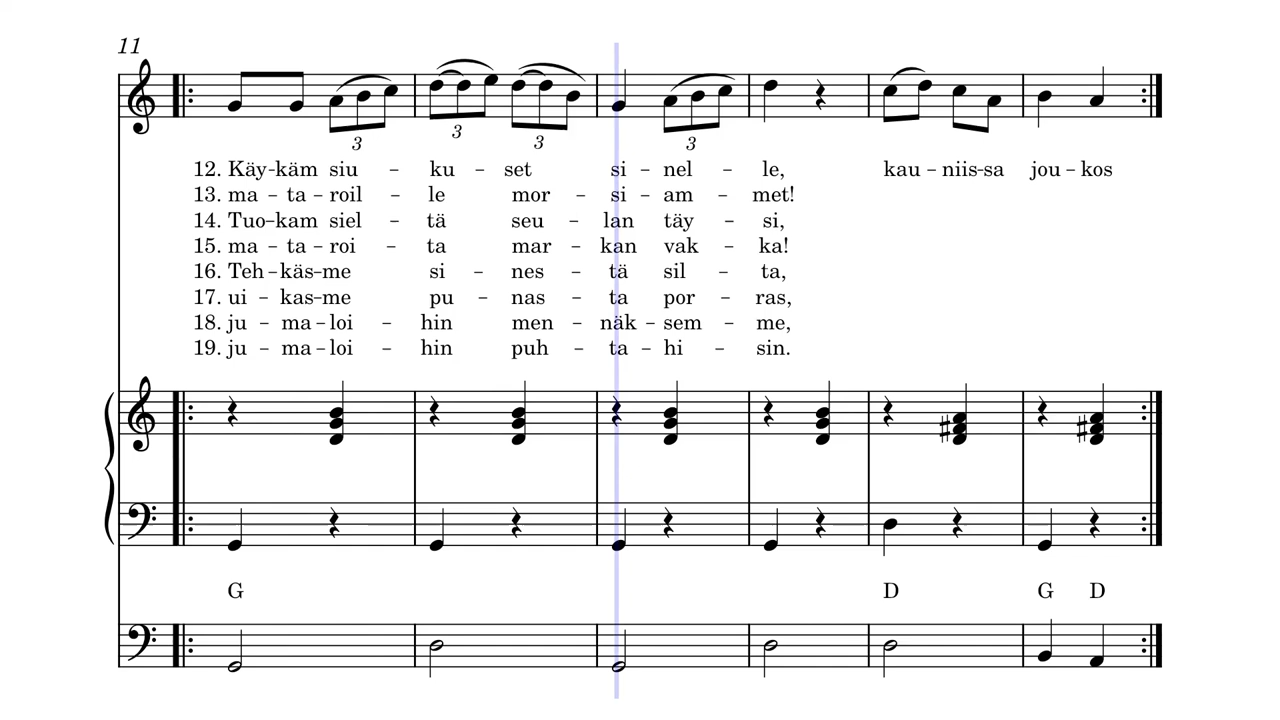 11
3 3 3 3
12. Käy-käm siu - ku - set si - nel - le, kau - niis-sa jou - kos
13. ma - ta - roil - le mor - si - am - met!
14. Tuo-kam siel - tä seu - lan täy - si,
15. ma - ta - roi - ta mar - kan vak - ka!
16. Teh - käs-me si - nes - tä sil - ta,
17. ui - kas-me pu - nas - ta por - ras,
18. ju - ma - loi - hin men - näk - sem - me,
19. ju - ma - loi - hin puh - ta - hi - sin.
G D G D